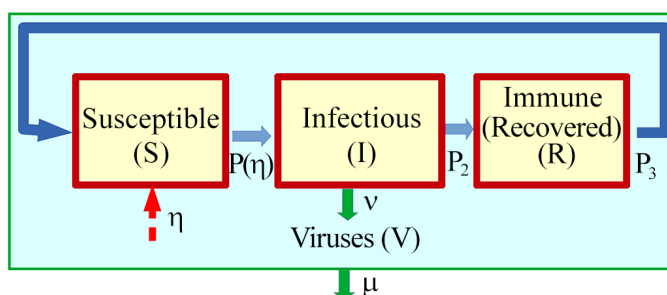 Susceptible
(S)
P(η)
η
Infectious
(I)
ν
Viruses (V)
P2
Immune
(Recovered)
(R)
P3
μ